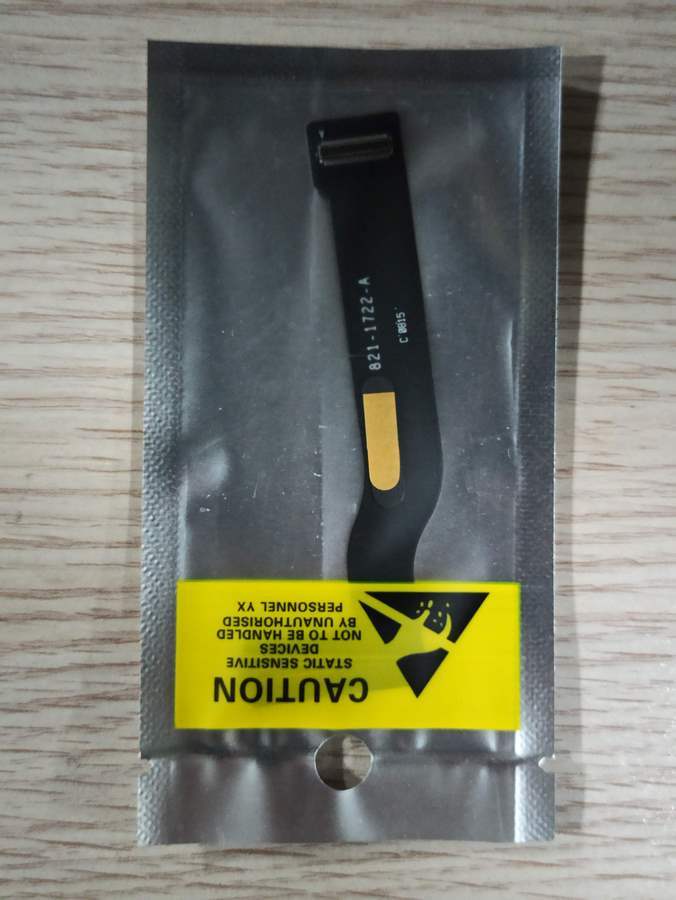 821-1722-A
C'0815'
CAUTION
STATIC SENSITIVE
DEVICES
NOT TO BE HANDLED
BY UNAUTHORISED
PERSONNEL YX